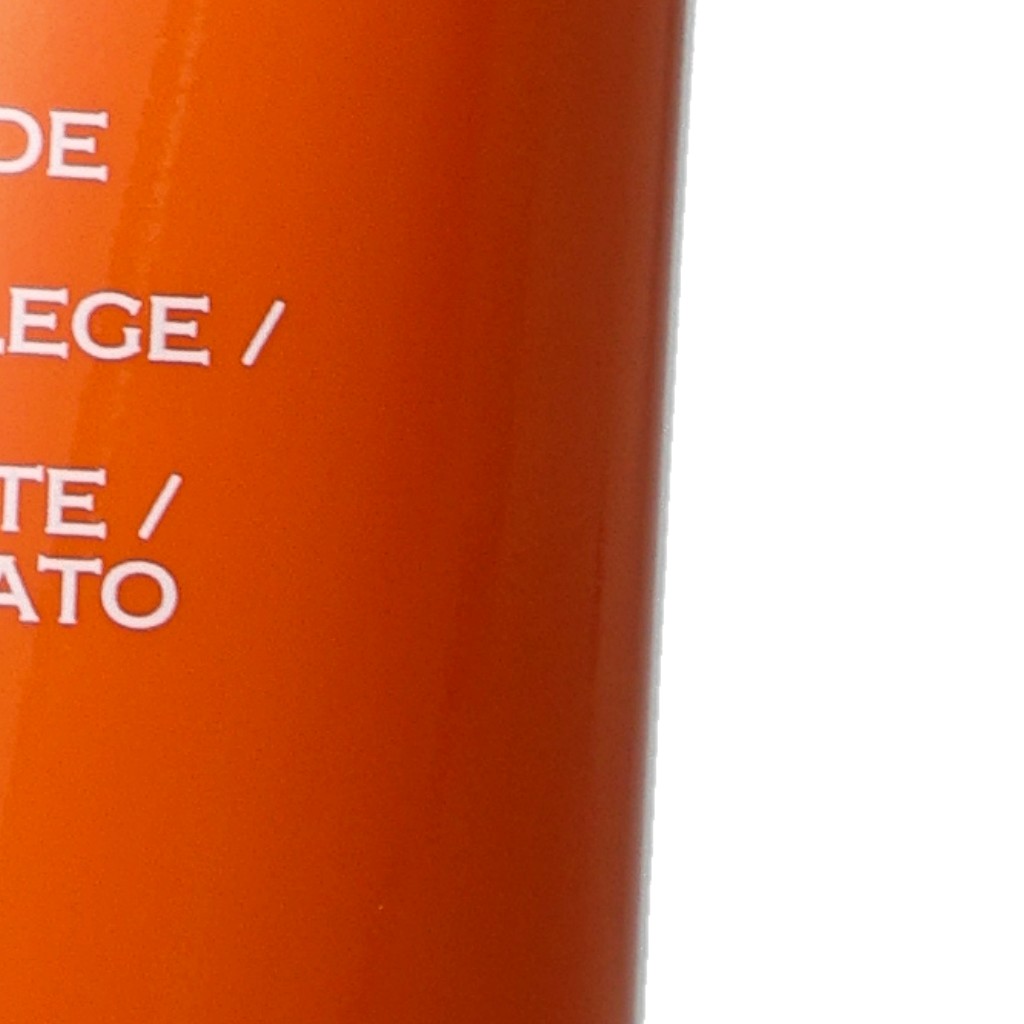 DE
LEGE /
TE /
ATO